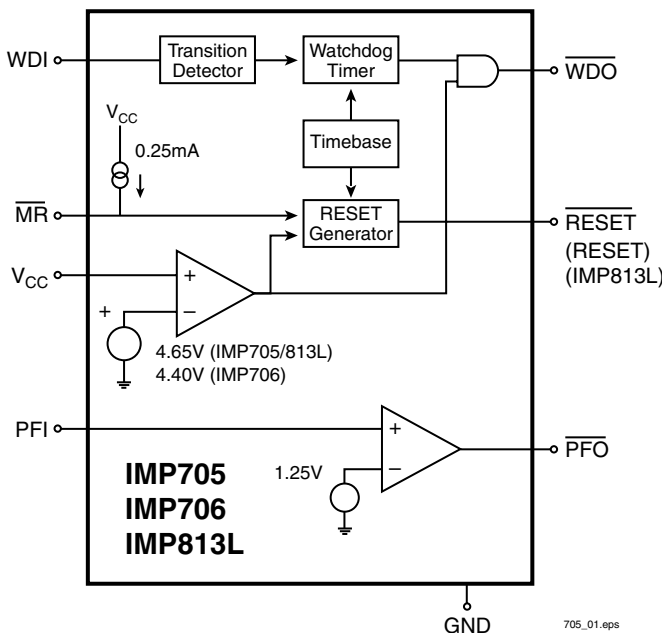 WDI
Transition
Detector
Watchdog
Timer
WDO
VCC
0.25mA
Timebase
MR
RESET
Generator
RESET
(RESET)
(IMP813L)
VCC
+
−
+
4.65V (IMP705/813L)
4.40V (IMP706)
PFI
+
−
PFO
1.25V
IMP705
IMP706
IMP813L
GND
705_01.eps